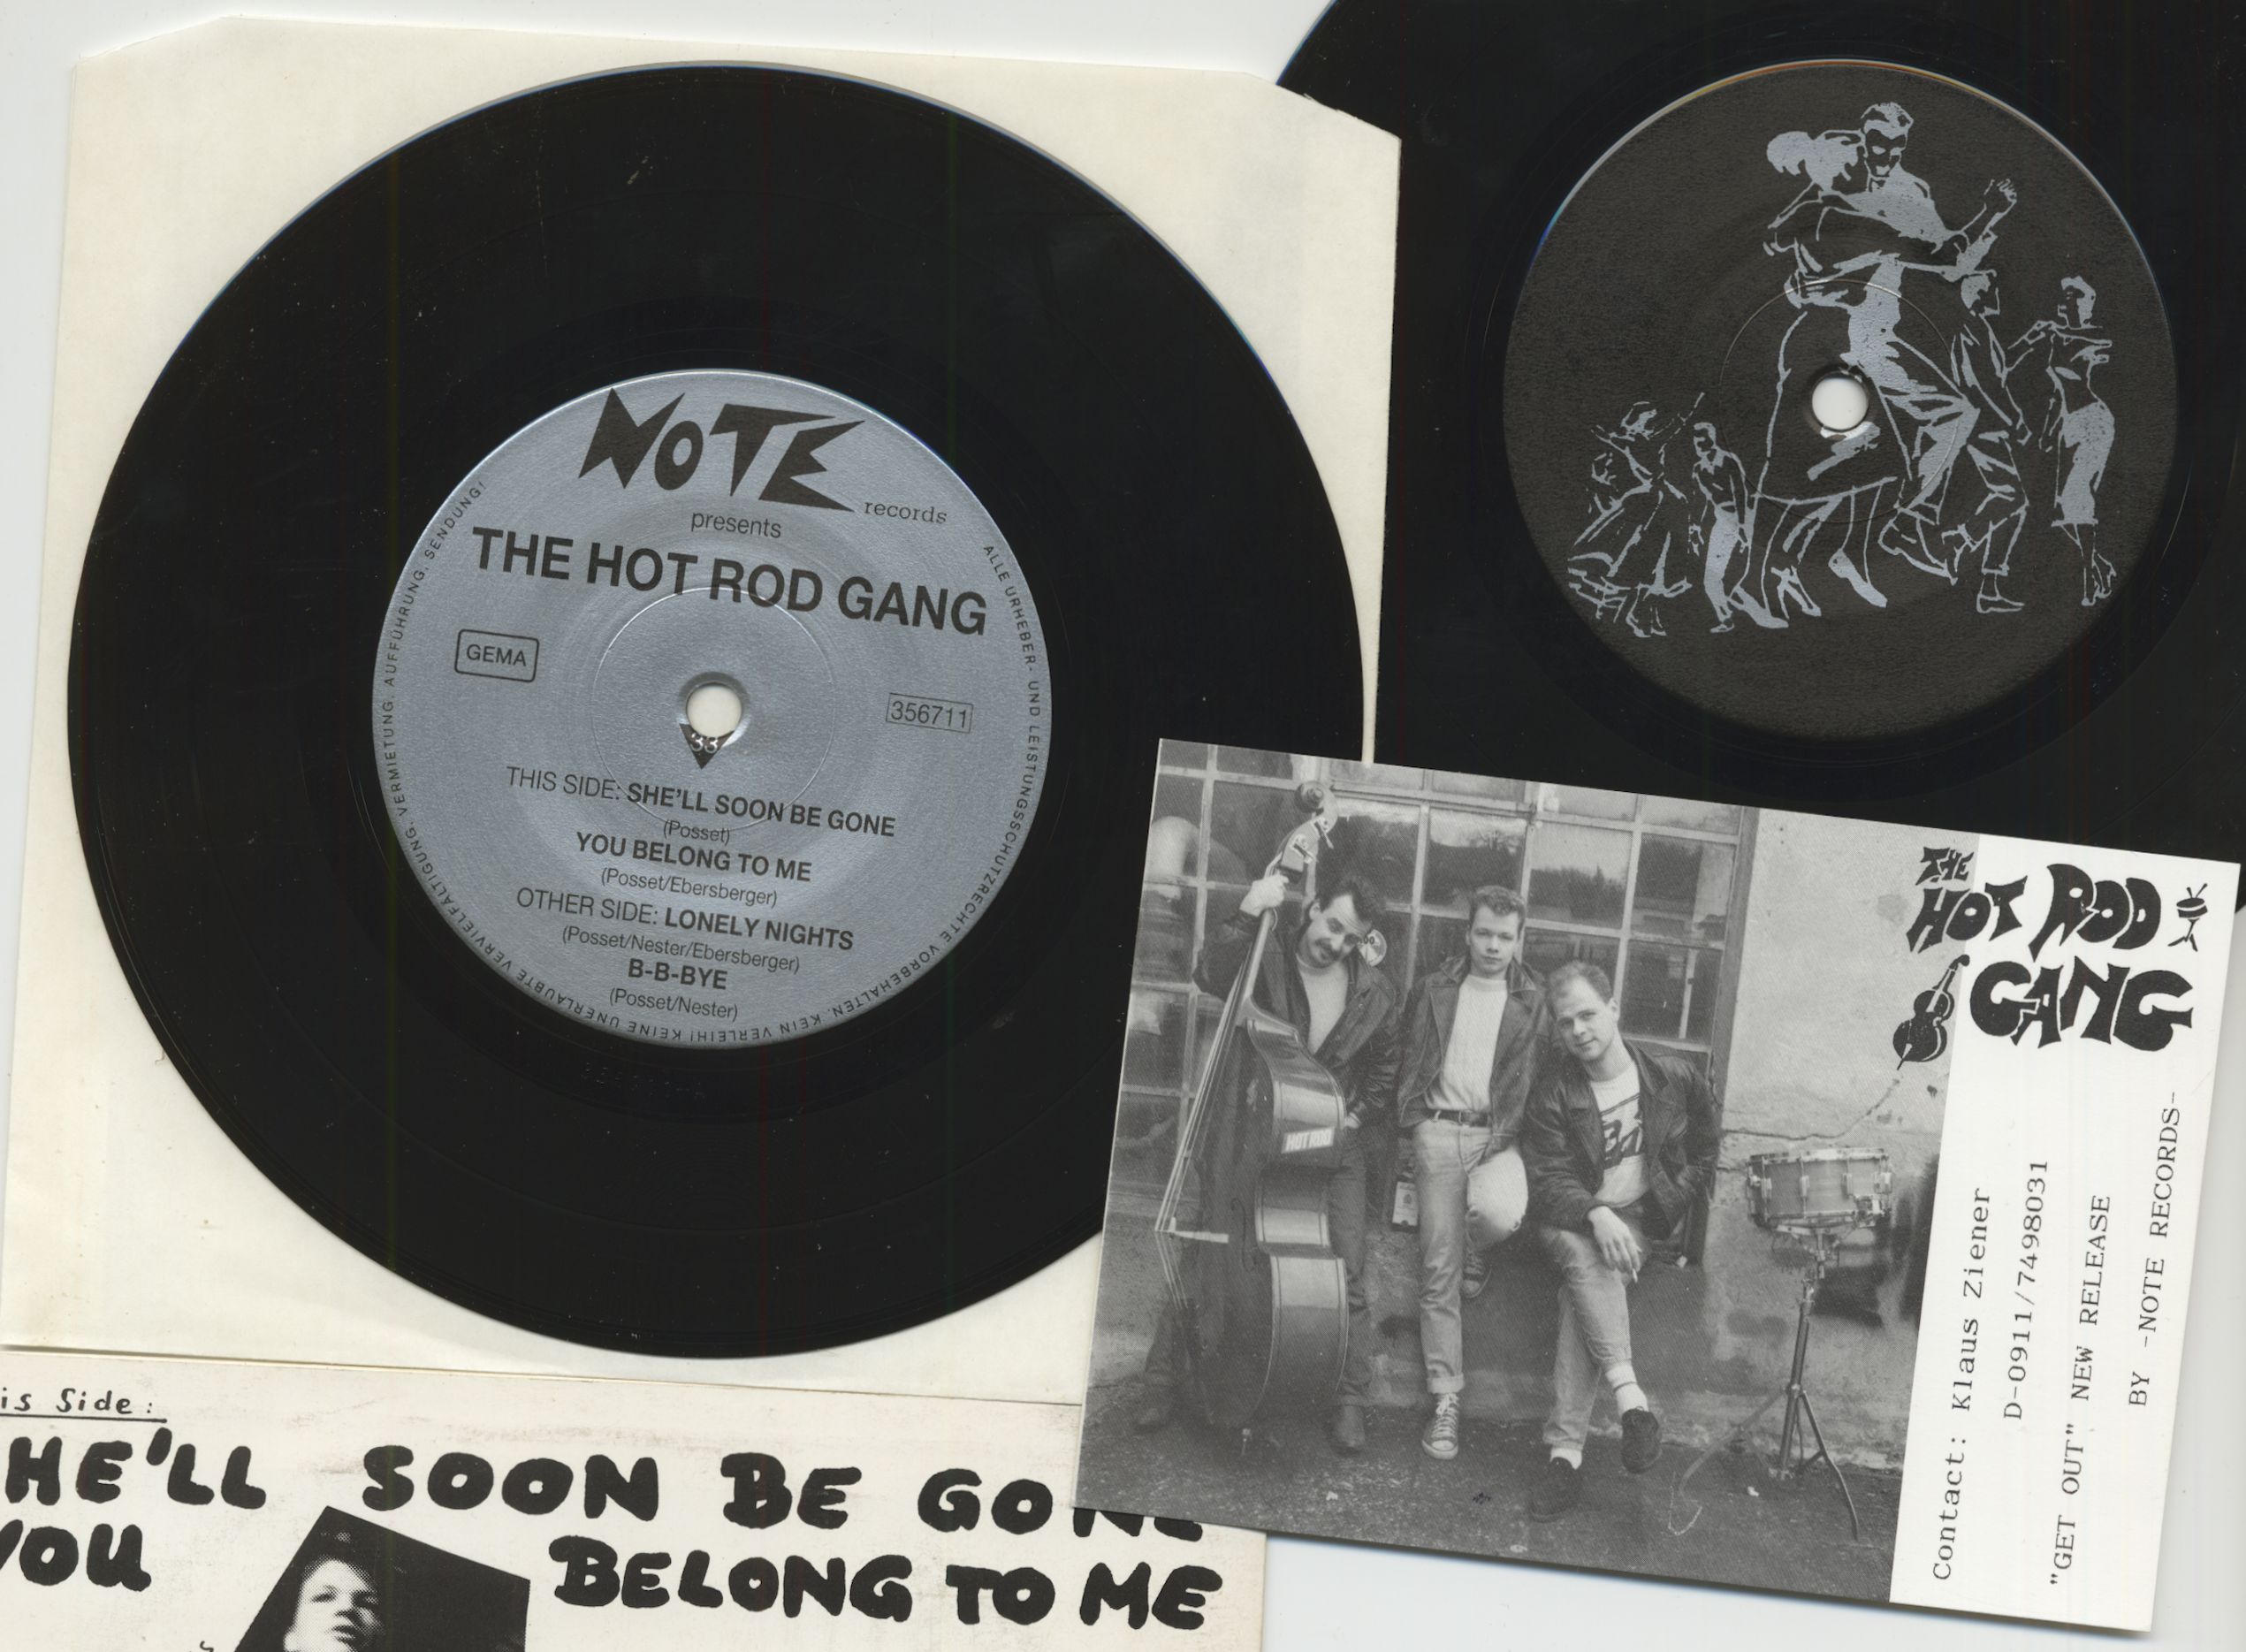 NOTE
records
presents
THE HOT ROD GANG
GEMA
356711
33
THIS SIDE: SHE'LL SOON BE GONE
(Posset)
YOU BELONG TO ME
(Posset/Ebersberger)
OTHER SIDE: LONELY NIGHTS
(Posset/Nester/Ebersberger)
B-B-BYE
(Posset/Nester)
ALLE URHEBER- UND LEISTUNGSSCHUTZRECHTE VORBEHALTEN. KEIN VERLEIH! KEINE UNERLAUBTE VERVIELFÄLTIGUNG, VERMIETUNG, AUFFÜHRUNG, SENDUNG!
THE
HOT ROD
GANG
HOT ROD
Contact: Klaus Ziener
D-0911/7498031
"GET OUT" NEW RELEASE
BY -NOTE RECORDS-
is Side:
HE'LL SOON BE GONE
YOU BELONG TO ME